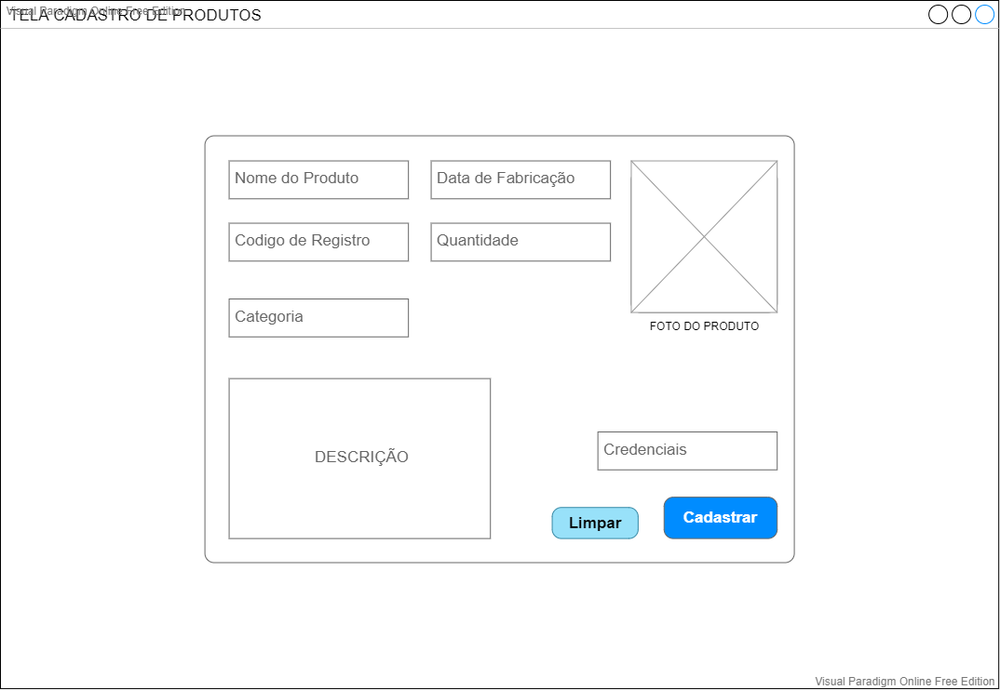 Visual Paradigm Online Free Edition
TELA CADASTRO DE PRODUTOS
Nome do Produto
Data de Fabricação
Codigo de Registro
Quantidade
FOTO DO PRODUTO
Categoria
DESCRIÇÃO
Credenciais
Limpar
Cadastrar
Visual Paradigm Online Free Edition